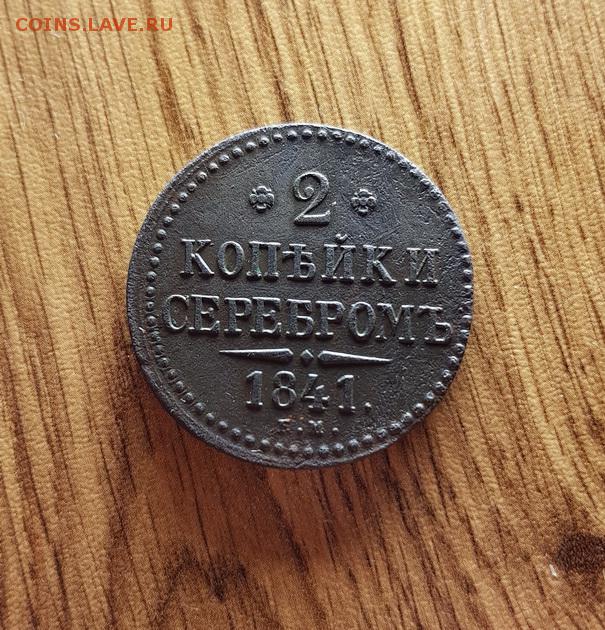 COINS.LAVE.RU
2
КОПѢЙКИ
СЕРЕБРОМЪ
1841.